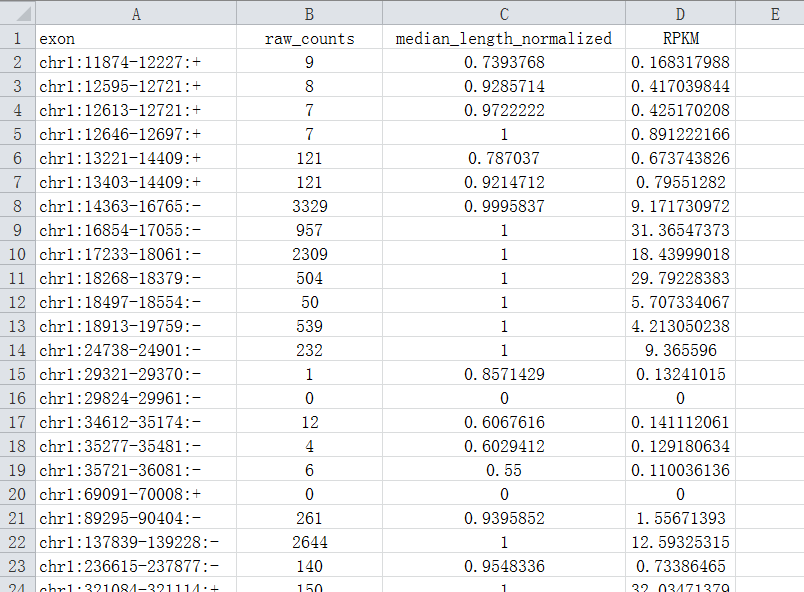 A B C D E
1 exon raw_counts median_length_normalized RPKM
2 chr1:11874-12227:+ 9 0.7393768 0.168317988
3 chr1:12595-12721:+ 8 0.9285714 0.417039844
4 chr1:12613-12721:+ 7 0.9722222 0.425170208
5 chr1:12646-12697:+ 7 1 0.891222166
6 chr1:13221-14409:+ 121 0.787037 0.673743826
7 chr1:13403-14409:+ 121 0.9214712 0.79551282
8 chr1:14363-16765:- 3329 0.9995837 9.171730972
9 chr1:16854-17055:- 957 1 31.36547373
10 chr1:17233-18061:- 2309 1 18.43999018
11 chr1:18268-18379:- 504 1 29.79228383
12 chr1:18497-18554:- 50 1 5.707334067
13 chr1:18913-19759:- 539 1 4.213050238
14 chr1:24738-24901:- 232 1 9.365596
15 chr1:29321-29370:- 1 0.8571429 0.13241015
16 chr1:29824-29961:- 0 0 0
17 chr1:34612-35174:- 12 0.6067616 0.141112061
18 chr1:35277-35481:- 4 0.6029412 0.129180634
19 chr1:35721-36081:- 6 0.55 0.110036136
20 chr1:69091-70008:+ 0 0 0
21 chr1:89295-90404:- 261 0.9395852 1.55671393
22 chr1:137839-139228:- 2644 1 12.59325315
23 chr1:236615-237877:- 140 0.9548336 0.73386465
24 chr1:321084-321114:+ 150 1 32.03471379